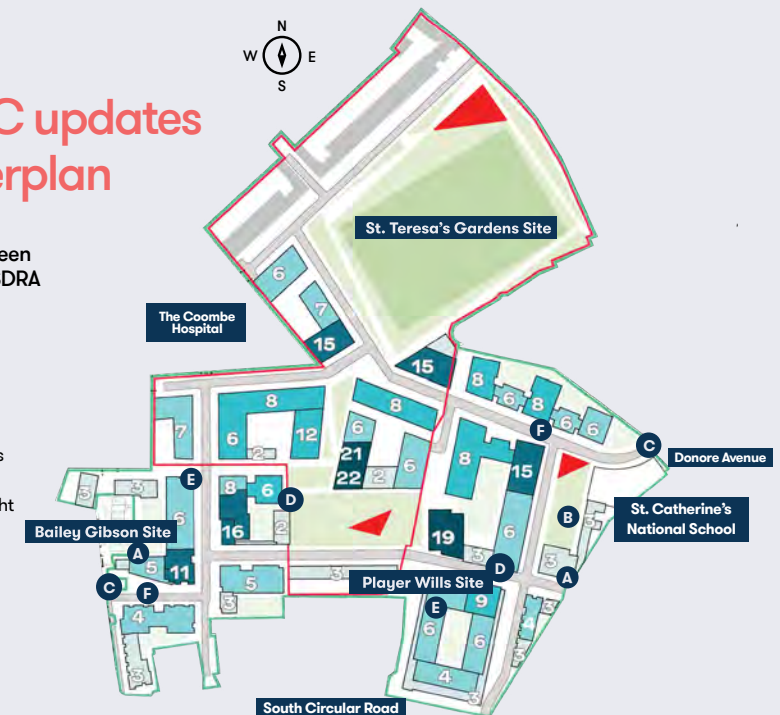 N
W E
S
C updates
erplan
een
SDRA
s
ht
St. Teresa's Gardens Site
The Coombe
Hospital
6
7
15
15
8
6
8
6
6
C
Donore Avenue
F
7
8
6
2
12
8
6
21
22
2
6
8
15
St. Catherine's
National School
B
3
3
3
E
6
8
6
D
2
16
Bailey Gibson Site
A
5
11
C
F
4
3
5
3
3
19
3
6
D
3
A
Player Wills Site
E
9
6
6
4
3
3
4
3
South Circular Road